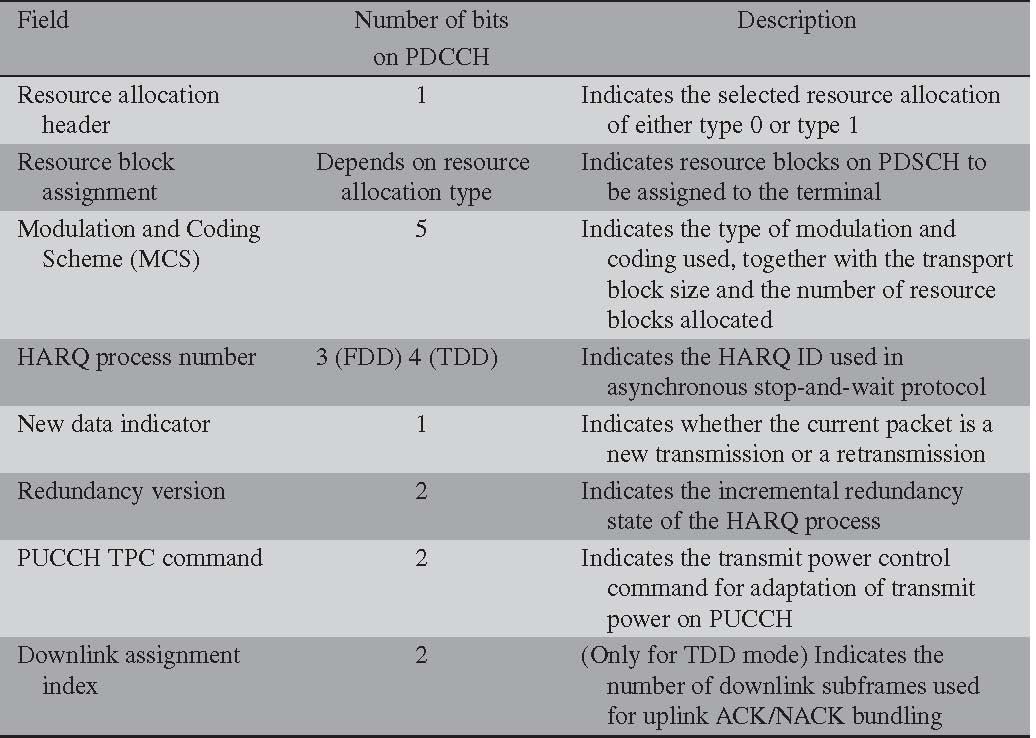 Field Number of bits on PDCCH Description
Resource allocation header 1 Indicates the selected resource allocation of either type 0 or type 1
Resource block assignment Depends on resource allocation type Indicates resource blocks on PDSCH to be assigned to the terminal
Modulation and Coding Scheme (MCS) 5 Indicates the type of modulation and coding used, together with the transport block size and the number of resource blocks allocated
HARQ process number 3 (FDD) 4 (TDD) Indicates the HARQ ID used in asynchronous stop-and-wait protocol
New data indicator 1 Indicates whether the current packet is a new transmission or a retransmission
Redundancy version 2 Indicates the incremental redundancy state of the HARQ process
PUCCH TPC command 2 Indicates the transmit power control command for adaptation of transmit power on PUCCH
Downlink assignment index 2 (Only for TDD mode) Indicates the number of downlink subframes used for uplink ACK/NACK bundling